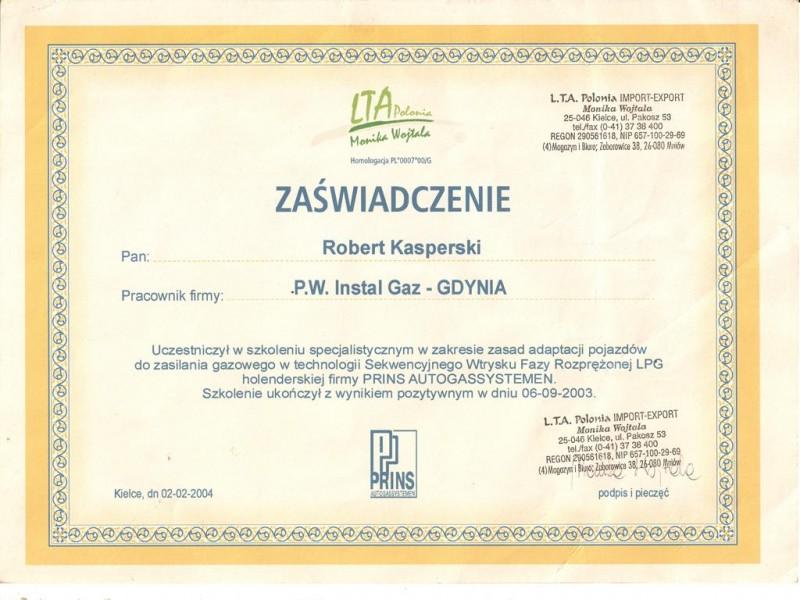 LTA Polonia
Monika Wojtala
Homologacja PL*0007*00/G
L.T.A. Polonia IMPORT-EXPORT
Monika Wojtala
25-046 Kielce, ul. Pakosz 53
tel./fax (0-41) 37 38 400
REGON 290561618, NIP 657-100-29-69
(4)Magazyn i Biuro; Zaborowice 38, 26-080 Mniów
ZAŚWIADCZENIE
Pan: Robert Kasperski
Pracownik firmy: P.W. Instal Gaz - GDYNIA
Uczestniczył w szkoleniu specjalistycznym w zakresie zasad adaptacji pojazdów
do zasilania gazowego w technologii Sekwencyjnego Wtrysku Fazy Rozprężonej LPG
holenderskiej firmy PRINS AUTOGASSYSTEMEN.
Szkolenie ukończył z wynikiem pozytywnym w dniu 06-09-2003.
L.T.A. Polonia IMPORT-EXPORT
Monika Wojtala
25-046 Kielce, ul. Pakosz 53
tel./fax (0-41) 37 38 400
REGON 290561618, NIP 657-100-29-69
(4)Magazyn i Biuro; Zaborowice 38, 26-080 Mniów
PRINS
AUTOGASSYSTEMEN
Kielce, dn 02-02-2004
podpis i pieczęć